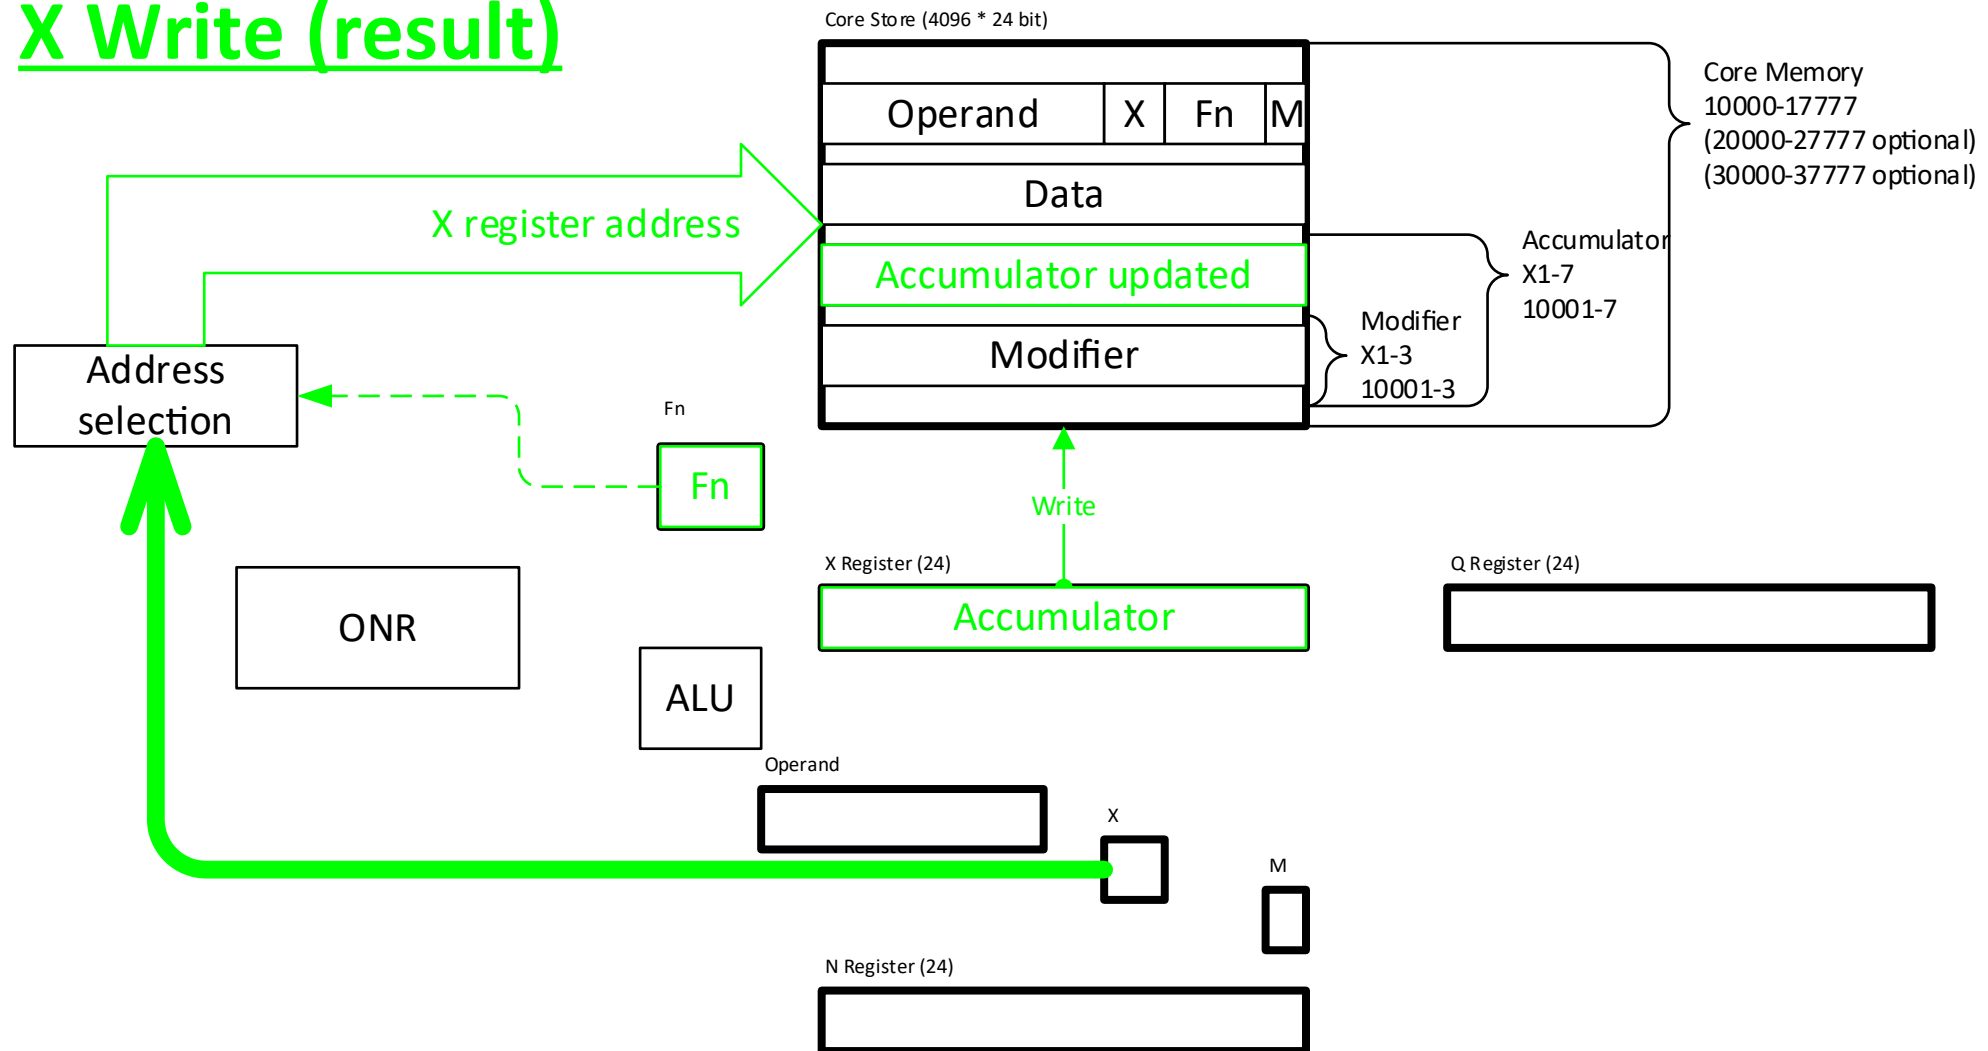 X Write (result)
Core Store (4096 * 24 bit)
Operand
X
Fn
M
Core Memory
10000-17777
(20000-27777 optional)
(30000-37777 optional)
Data
X register address
Accumulator
X1-7
10001-7
Accumulator updated
Modifier
X1-3
10001-3
Modifier
Address
selection
Fn
Fn
Write
X Register (24)
Q Register (24)
Accumulator
ONR
ALU
Operand
X
M
N Register (24)